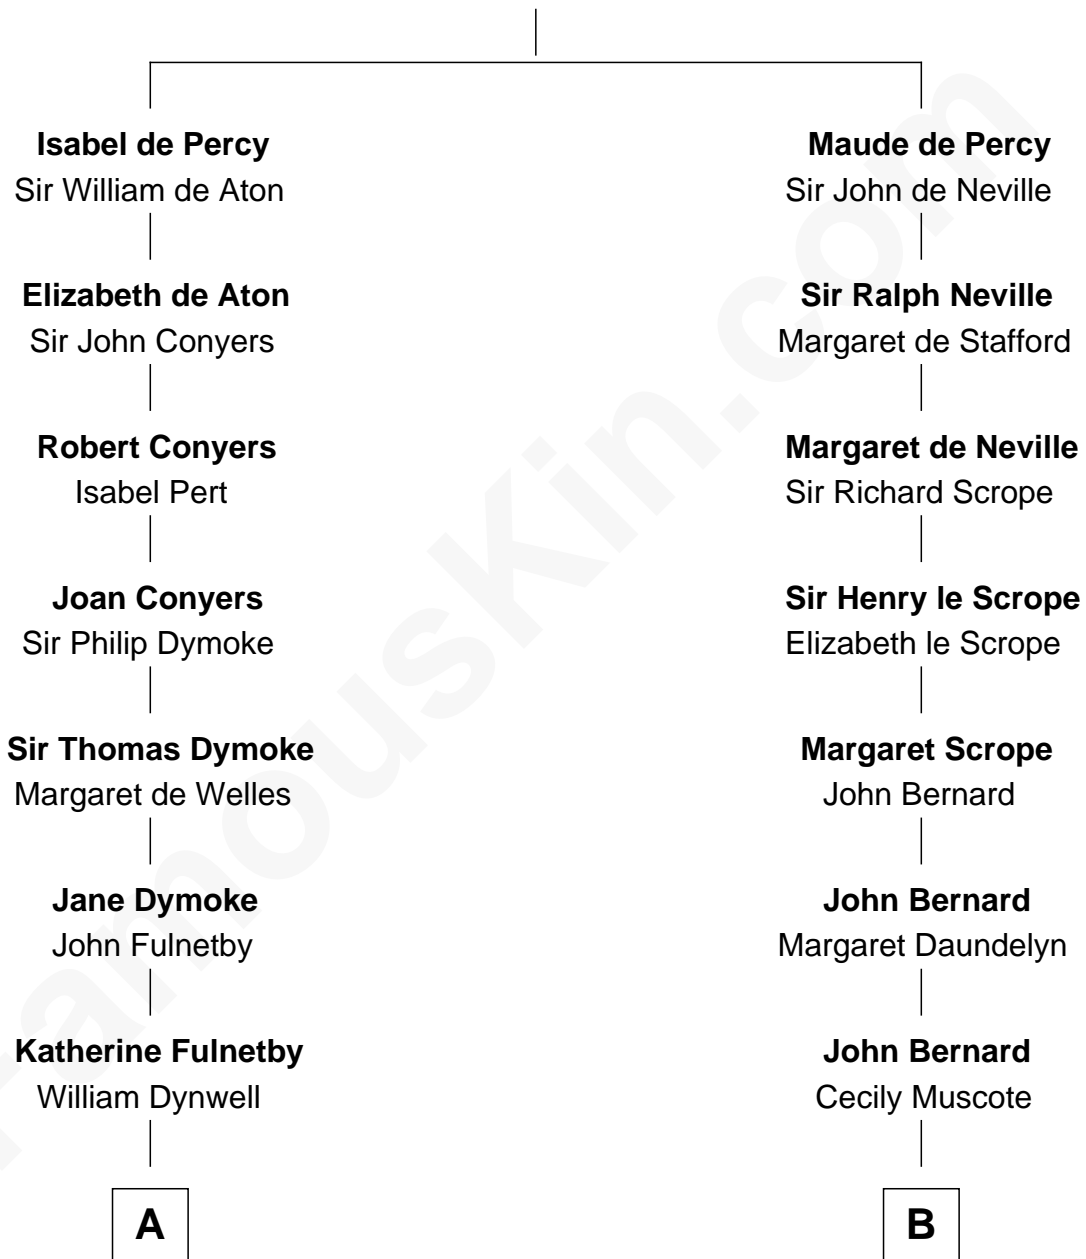 Isabel de Percy
Sir William de Aton
Elizabeth de Aton
Sir John Conyers
Robert Conyers
Isabel Pert
Joan Conyers
Sir Philip Dymoke
Sir Thomas Dymoke
Margaret de Welles
Jane Dymoke
John Fulnetby
Katherine Fulnetby
William Dynwell
A
Maude de Percy
Sir John de Neville
Sir Ralph Neville
Margaret de Stafford
Margaret de Neville
Sir Richard Scrope
Sir Henry le Scrope
Elizabeth le Scrope
Margaret Scrope
John Bernard
John Bernard
Margaret Daundelyn
John Bernard
Cecily Muscote
B
FamousKin.com